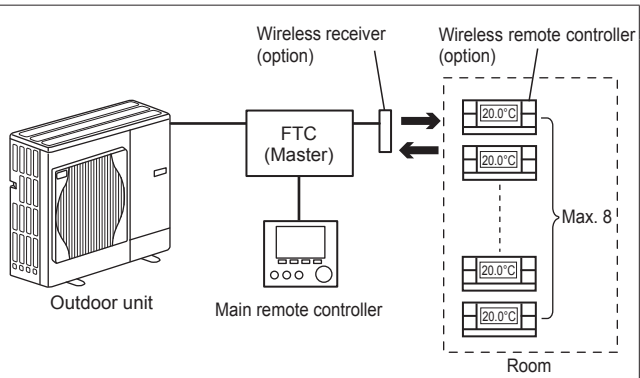 Wireless receiver
(option)
Wireless remote controller
(option)
FTC
(Master)
20.0°C
20.0°C
Max. 8
20.0°C
20.0°C
Outdoor unit
Main remote controller
Room